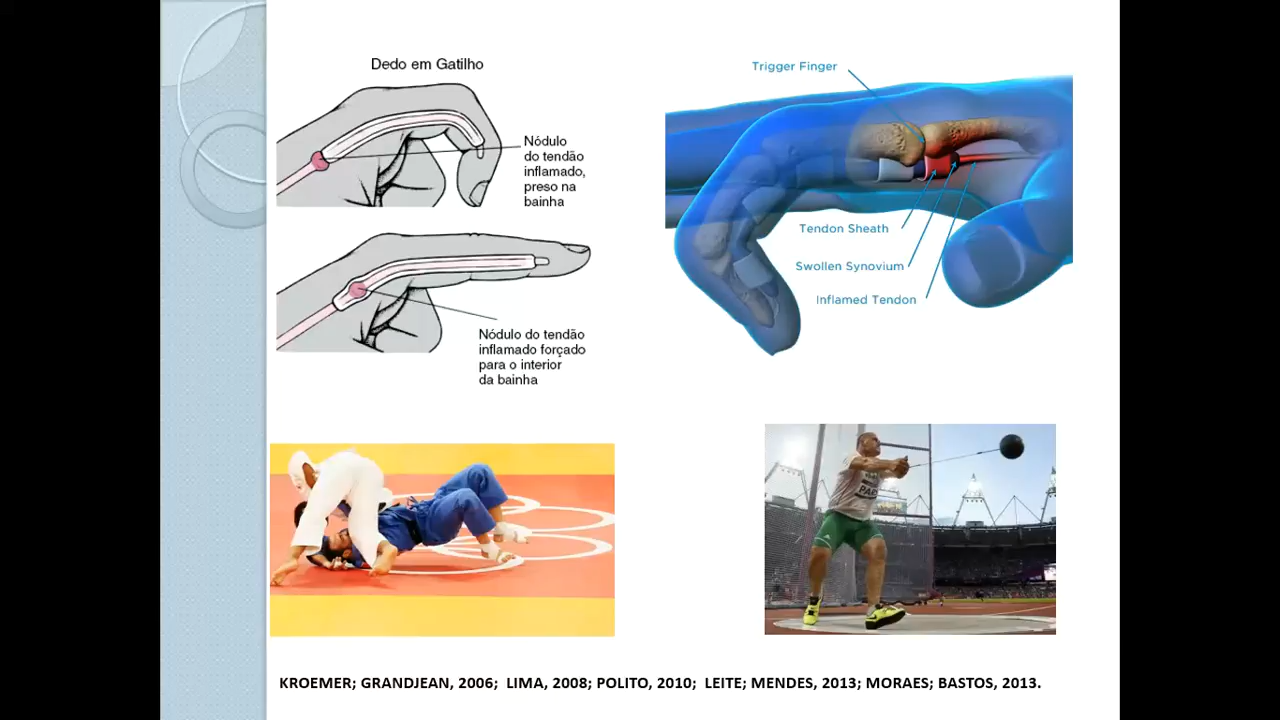 Dedo em Gatilho
Nódulo
do tendão
inflamado,
preso na
bainha
Nódulo do tendão
inflamado forçado
para o interior
da bainha
Trigger Finger
Tendon Sheath
Swollen Synovium
Inflamed Tendon
KROEMER; GRANDJEAN, 2006;  LIMA, 2008; POLITO, 2010;  LEITE; MENDES, 2013; MORAES; BASTOS, 2013.